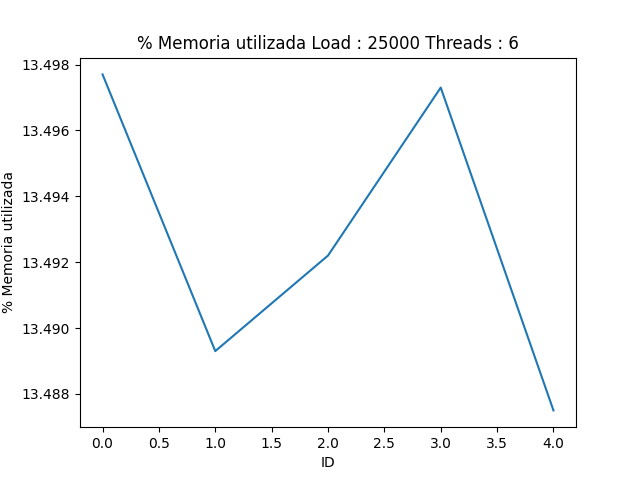 % Memoria utilizada Load : 25000 Threads : 6
13.498
13.496
13.494
13.492
13.490
13.488
% Memoria utilizada
0.0 0.5 1.0 1.5 2.0 2.5 3.0 3.5 4.0
ID